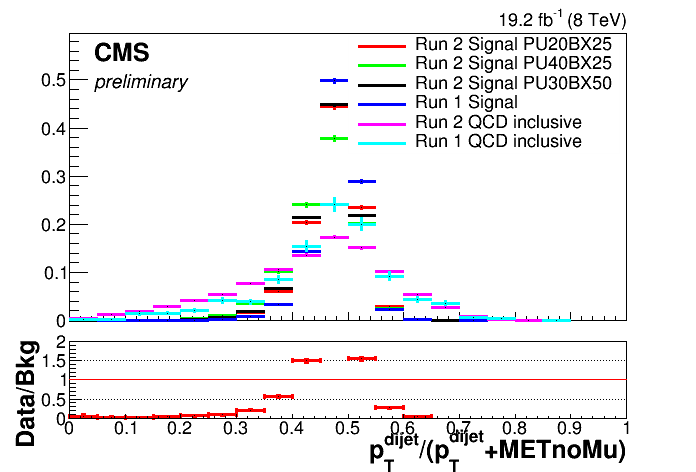 19.2 fb⁻¹ (8 TeV)
CMS
preliminary
Run 2 Signal PU20BX25
Run 2 Signal PU40BX25
Run 2 Signal PU30BX50
Run 1 Signal
Run 2 QCD inclusive
Run 1 QCD inclusive
0.5
0.4
0.3
0.2
0.1
0
Data/Bkg
2
1.5
1
0.5
0
0 0.1 0.2 0.3 0.4 0.5 0.6 0.7 0.8 0.9 1
p_T^dijet/(p_T^dijet+METnoMu)